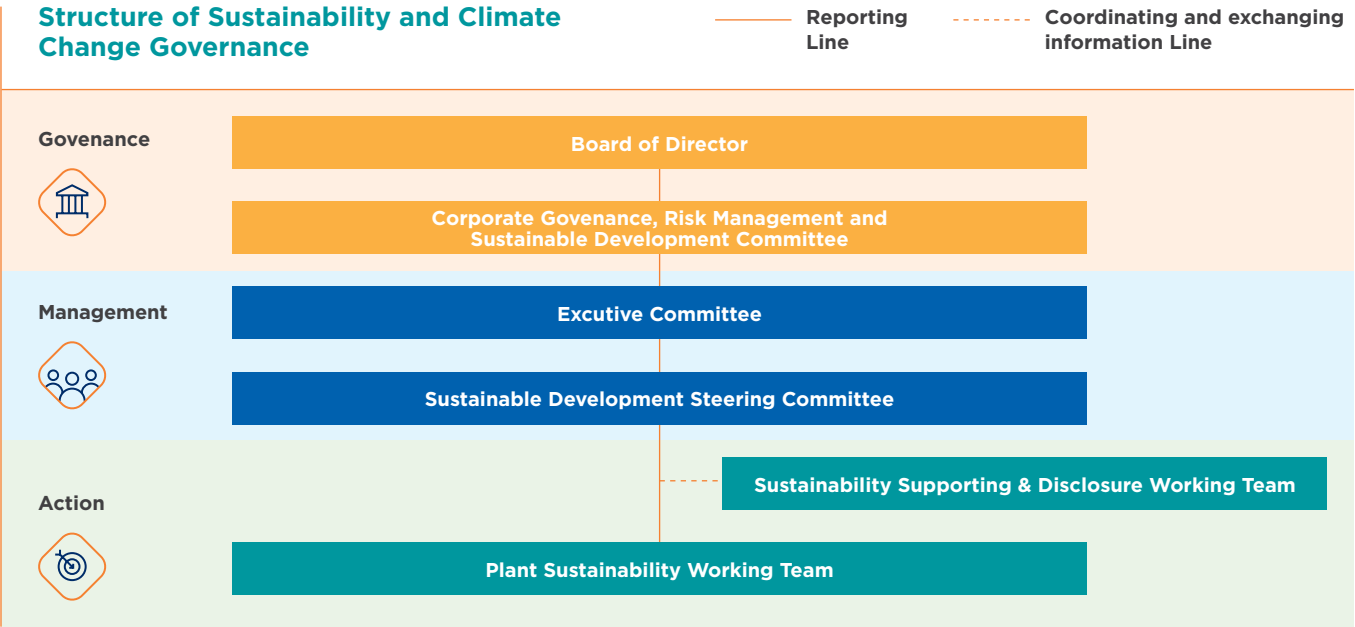 Structure of Sustainability and Climate
Change Governance
Reporting
Line
Coordinating and exchanging
information Line
Govenance
Board of Director
Corporate Govenance, Risk Management and
Sustainable Development Committee
Management
Excutive Committee
Sustainable Development Steering Committee
Action
Sustainability Supporting & Disclosure Working Team
Plant Sustainability Working Team